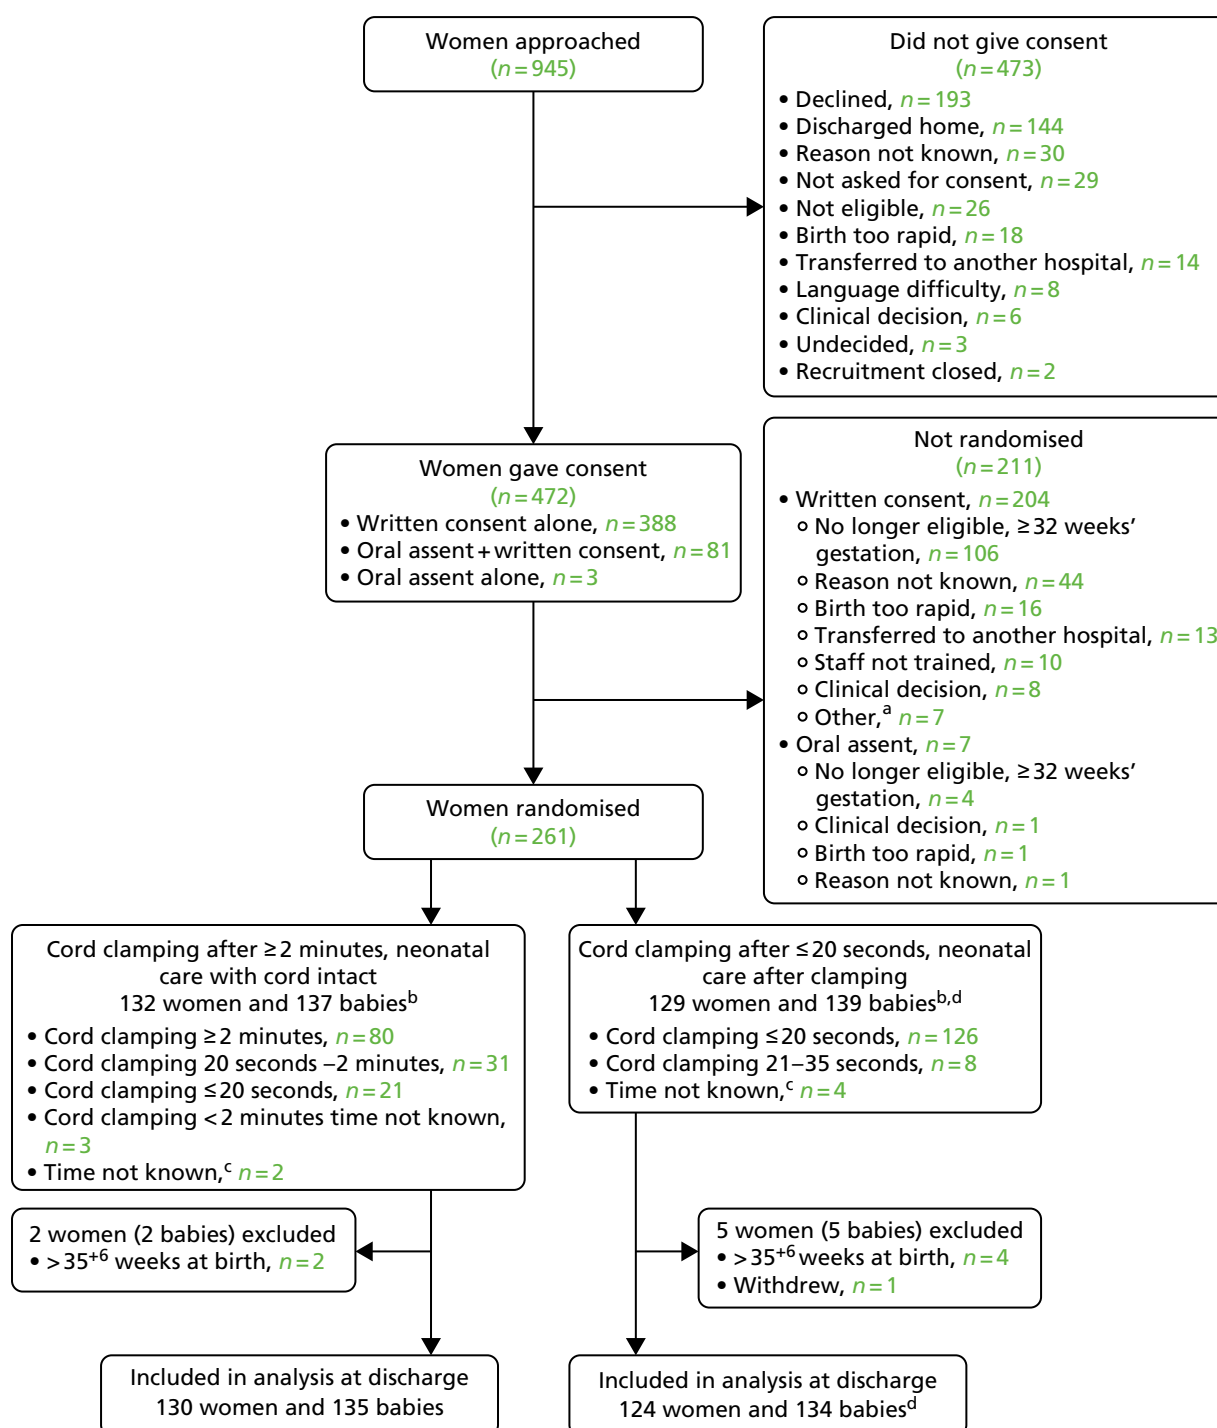 Women approached
(n=945)
Did not give consent
(n=473)
• Declined, n=193
• Discharged home, n=144
• Reason not known, n=30
• Not asked for consent, n=29
• Not eligible, n=26
• Birth too rapid, n=18
• Transferred to another hospital, n=14
• Language difficulty, n=8
• Clinical decision, n=6
• Undecided, n=3
• Recruitment closed, n=2
Women gave consent
(n=472)
• Written consent alone, n=388
• Oral assent+written consent, n=81
• Oral assent alone, n=3
Not randomised
(n=211)
• Written consent, n=204
o No longer eligible, ≥32 weeks'
gestation, n=106
o Reason not known, n=44
o Birth too rapid, n=16
o Transferred to another hospital, n=13
o Staff not trained, n=10
o Clinical decision, n=8
o Other,ᵃ n=7
• Oral assent, n=7
o No longer eligible, ≥32 weeks'
gestation, n=4
o Clinical decision, n=1
o Birth too rapid, n=1
o Reason not known, n=1
Women randomised
(n=261)
Cord clamping after ≥2 minutes, neonatal
care with cord intact
132 women and 137 babiesᵇ
• Cord clamping ≥2 minutes, n=80
• Cord clamping 20 seconds –2 minutes, n=31
• Cord clamping ≤20 seconds, n=21
• Cord clamping <2 minutes time not known,
n=3
• Time not known,ᶜ n=2
Cord clamping after ≤20 seconds, neonatal
care after clamping
129 women and 139 babiesᵇ,ᵈ
• Cord clamping ≤20 seconds, n=126
• Cord clamping 21–35 seconds, n=8
• Time not known,ᶜ n=4
2 women (2 babies) excluded
• >35⁺⁶ weeks at birth, n=2
5 women (5 babies) excluded
• >35⁺⁶ weeks at birth, n=4
• Withdrew, n=1
Included in analysis at discharge
130 women and 135 babies
Included in analysis at discharge
124 women and 134 babiesᵈ